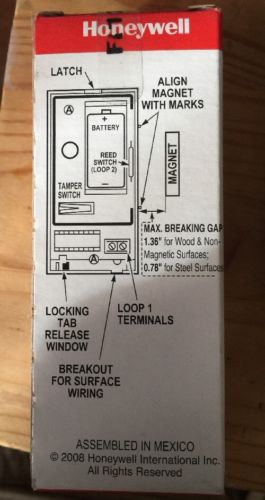 Honeywell
LATCH
ALIGN
MAGNET
WITH MARKS
A
+
BATTERY
REED
SWITCH
(LOOP 2)
-
MAGNET
TAMPER
SWITCH
MAX. BREAKING GAP
1.36" for Wood & Non-
Magnetic Surfaces;
0.78" for Steel Surfaces
A
LOCKING
TAB
RELEASE
WINDOW
LOOP 1
TERMINALS
BREAKOUT
FOR SURFACE
WIRING
ASSEMBLED IN MEXICO
© 2008 Honeywell International Inc.
All Rights Reserved